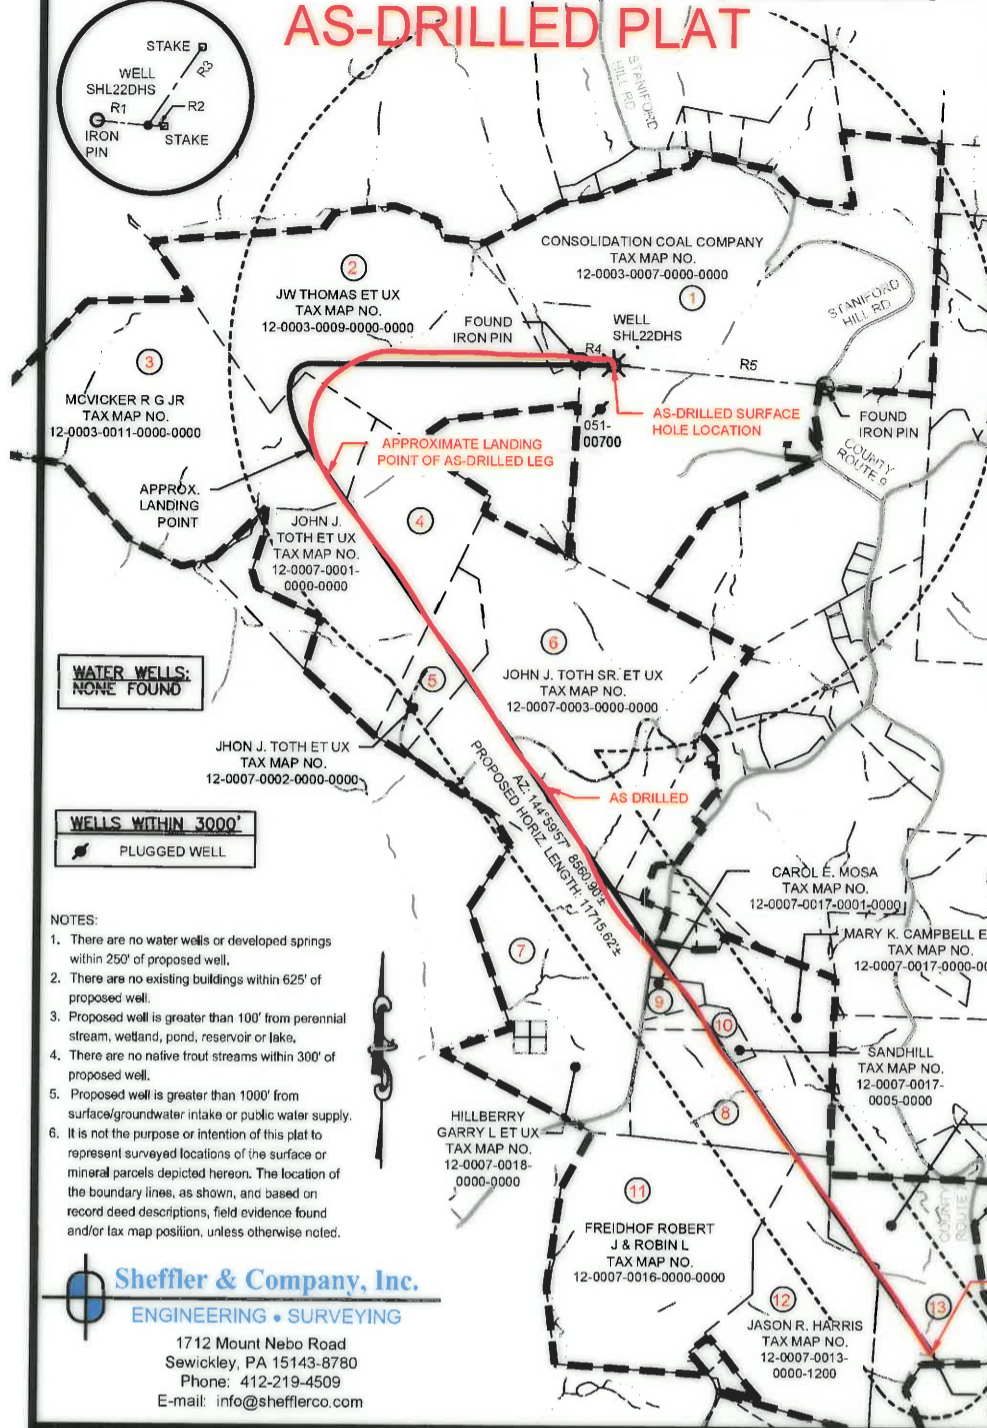 AS-DRILLED PLAT
STAKE
R3
WELL
SHL22DHS
R1
R2
IRON
PIN
STAKE
STANIFORD
HILL RD
CONSOLIDATION COAL COMPANY
TAX MAP NO.
12-0003-0007-0000-0000
1
2
JW THOMAS ET UX
TAX MAP NO.
12-0003-0009-0000-0000
STANIFORD
HILL RD
FOUND
IRON PIN
WELL
SHL22DHS
R4
R5
3
MCVICKER R G JR
TAX MAP NO.
12-0003-0011-0000-0000
AS-DRILLED SURFACE
HOLE LOCATION
FOUND
IRON PIN
051-
00700
COUNTY
ROUTE 9
APPROXIMATE LANDING
POINT OF AS-DRILLED LEG
APPROX.
LANDING
POINT
4
JOHN J.
TOTH ET UX
TAX MAP NO.
12-0007-0001-
0000-0000
6
JOHN J. TOTH SR. ET UX
TAX MAP NO.
12-0007-0003-0000-0000
WATER WELLS:
NONE FOUND
5
JHON J. TOTH ET UX
TAX MAP NO.
12-0007-0002-0000-0000
AZ: 144°59'57" 8560.90'±
PROPOSED HORIZ. LENGTH: 11715.62'±
AS DRILLED
WELLS WITHIN 3000'
PLUGGED WELL
CAROL E. MOSA
TAX MAP NO.
12-0007-0017-0001-0000
MARY K. CAMPBELL E
TAX MAP NO.
12-0007-0017-0000-00
7
9
10
SANDHILL
TAX MAP NO.
12-0007-0017-
0005-0000
8
NOTES:
1. There are no water wells or developed springs
within 250' of proposed well.
2. There are no existing buildings within 625' of
proposed well.
3. Proposed well is greater than 100' from perennial
stream, wetland, pond, reservoir or lake.
4. There are no native trout streams within 300' of
proposed well.
5. Proposed well is greater than 1000' from
surface/groundwater intake or public water supply.
6. It is not the purpose or intention of this plat to
represent surveyed locations of the surface or
mineral parcels depicted hereon. The location of
the boundary lines, as shown, and based on
record deed descriptions, field evidence found
and/or tax map position, unless otherwise noted.
HILLBERRY
GARRY L ET UX
TAX MAP NO.
12-0007-0018-
0000-0000
11
FREIDHOF ROBERT
J & ROBIN L
TAX MAP NO.
12-0007-0016-0000-0000
COUNTY
ROUTE
12
JASON R. HARRIS
TAX MAP NO.
12-0007-0013-
0000-1200
13
Sheffler & Company, Inc.
ENGINEERING • SURVEYING
1712 Mount Nebo Road
Sewickley, PA 15143-8780
Phone: 412-219-4509
E-mail: info@shefflerco.com